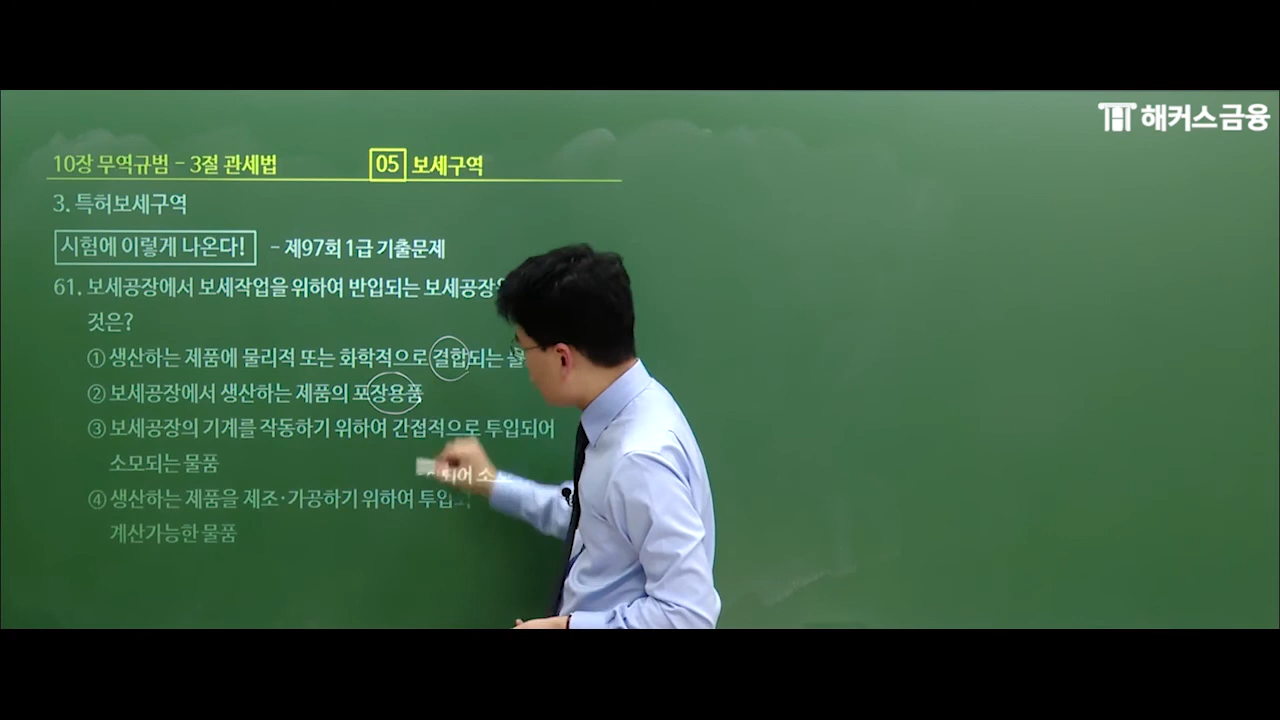 해커스금융
10장 무역규범 - 3절 관세법 05 보세구역
3. 특허보세구역
시험에 이렇게 나온다! - 제97회 1급 기출문제
61. 보세공장에서 보세작업을 위하여 반입되는
것은?
① 생산하는 제품에 물리적 또는 화학적으로 결합되는
② 보세공장에서 생산하는 제품의 포장용품
③ 보세공장의 기계를 작동하기 위하여 간접적으로 투입되어
소모되는 물품
④ 생산하는 제품을 제조·가공하기 위하여
계산가능한 물품